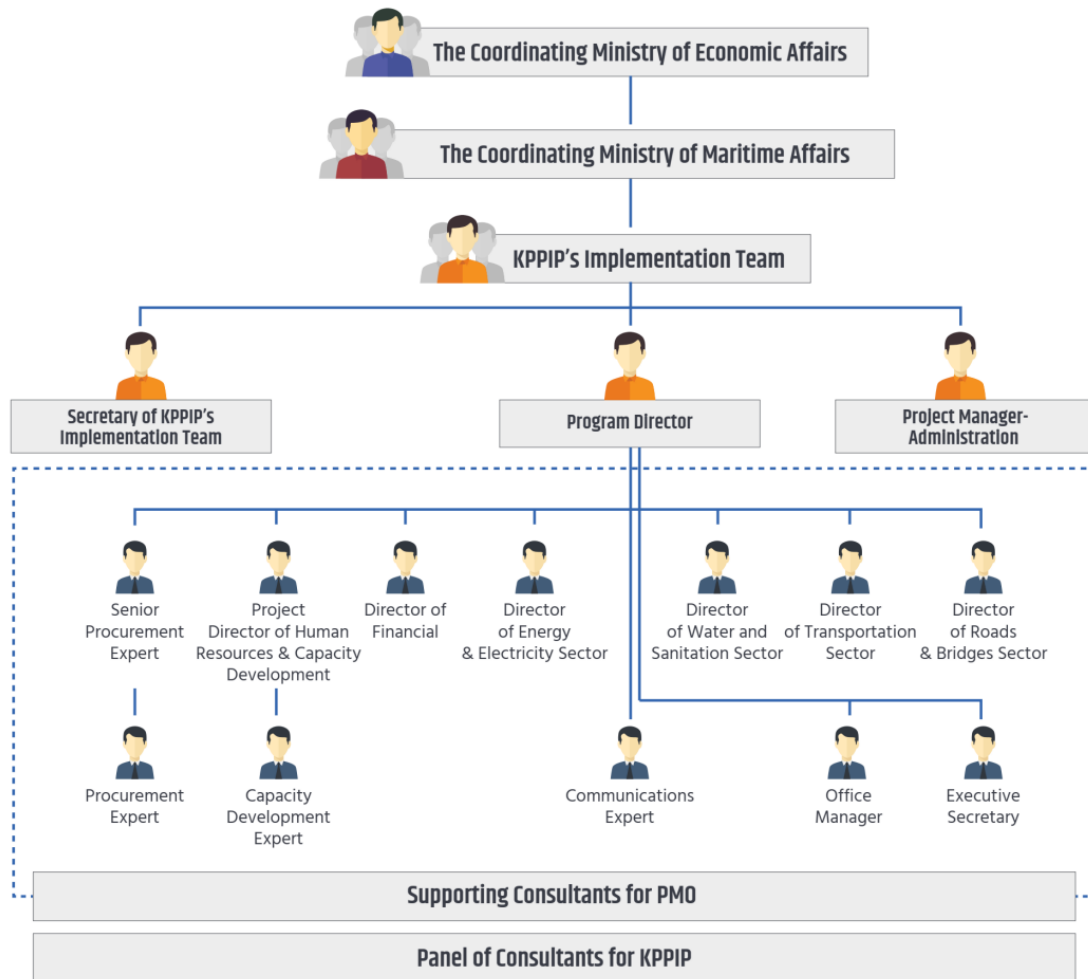 The Coordinating Ministry of Economic Affairs
The Coordinating Ministry of Maritime Affairs
KPPIP's Implementation Team
Secretary of KPPIP's
Implementation Team
Program Director
Project Manager-
Administration
Senior
Procurement
Expert
Project
Director of Human
Resources & Capacity
Development
Director of
Financial
Director
of Energy
& Electricity Sector
Director
of Water and
Sanitation Sector
Director
of Transportation
Sector
Director
of Roads
& Bridges Sector
Procurement
Expert
Capacity
Development
Expert
Communications
Expert
Office
Manager
Executive
Secretary
Supporting Consultants for PMO
Panel of Consultants for KPPIP